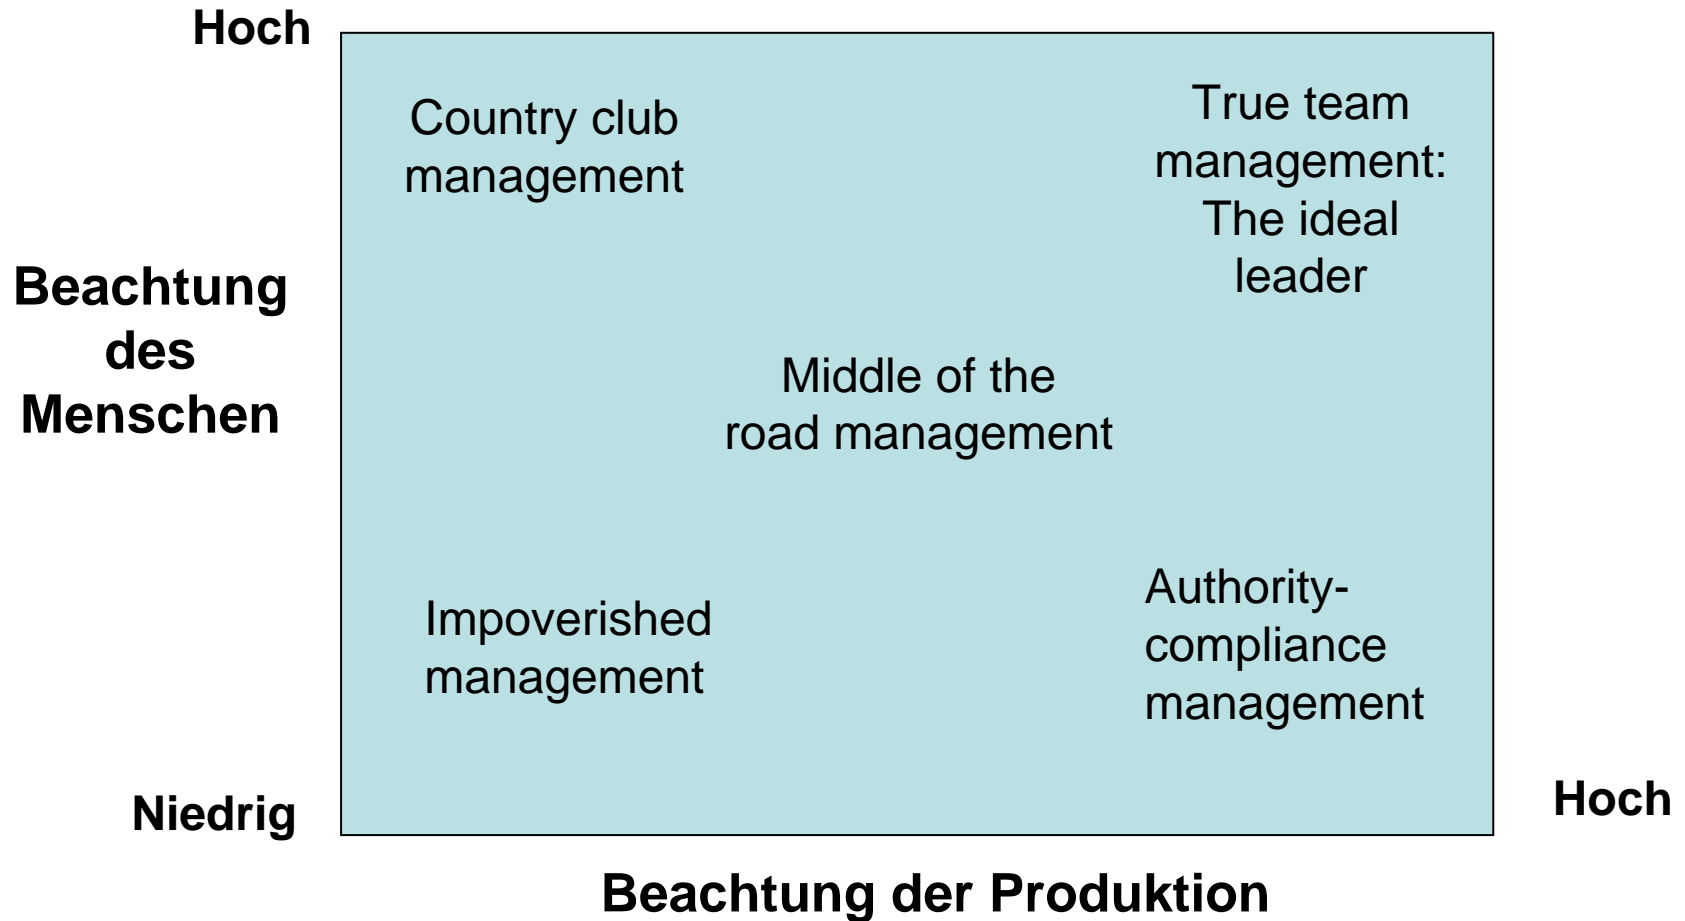 Hoch
Country club
management
True team
management:
The ideal
leader
Beachtung
des
Menschen
Middle of the
road management
Impoverished
management
Authority-
compliance
management
Niedrig
Hoch
Beachtung der Produktion